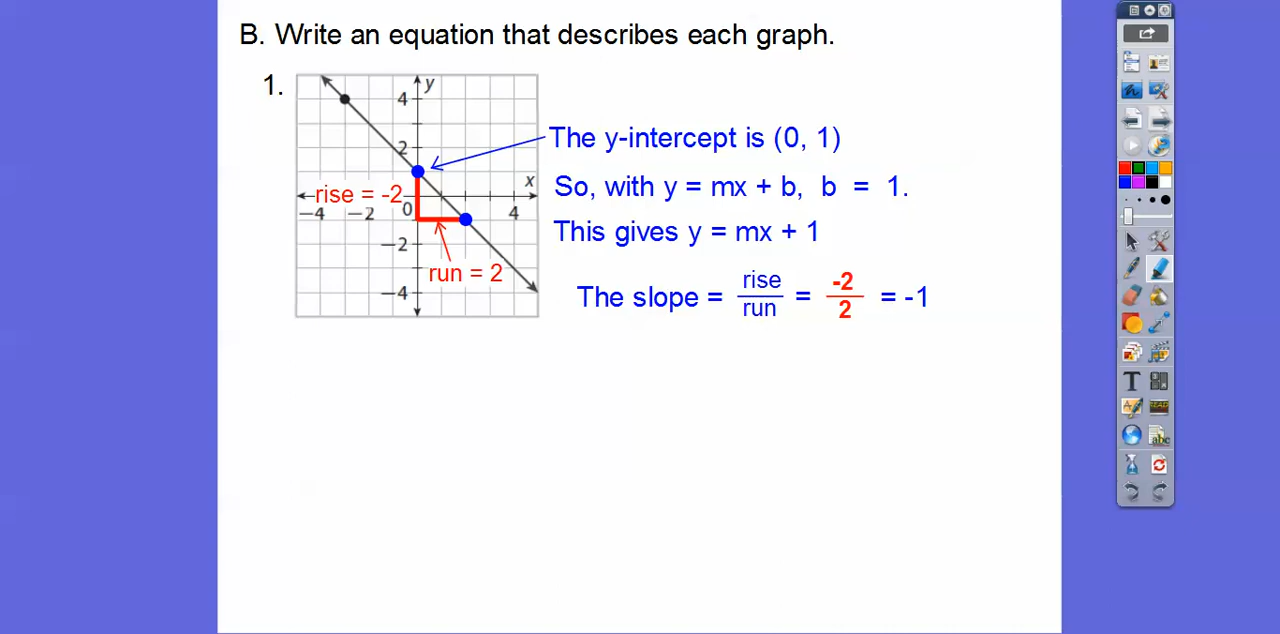 B. Write an equation that describes each graph.
1.
y
4
2
The y-intercept is (0, 1)
x
rise = -2
So, with y = mx + b, b = 1.
−4 −2 0 4
This gives y = mx + 1
−2
run = 2
−4
The slope = rise/run = -2/2 = -1
T
abc